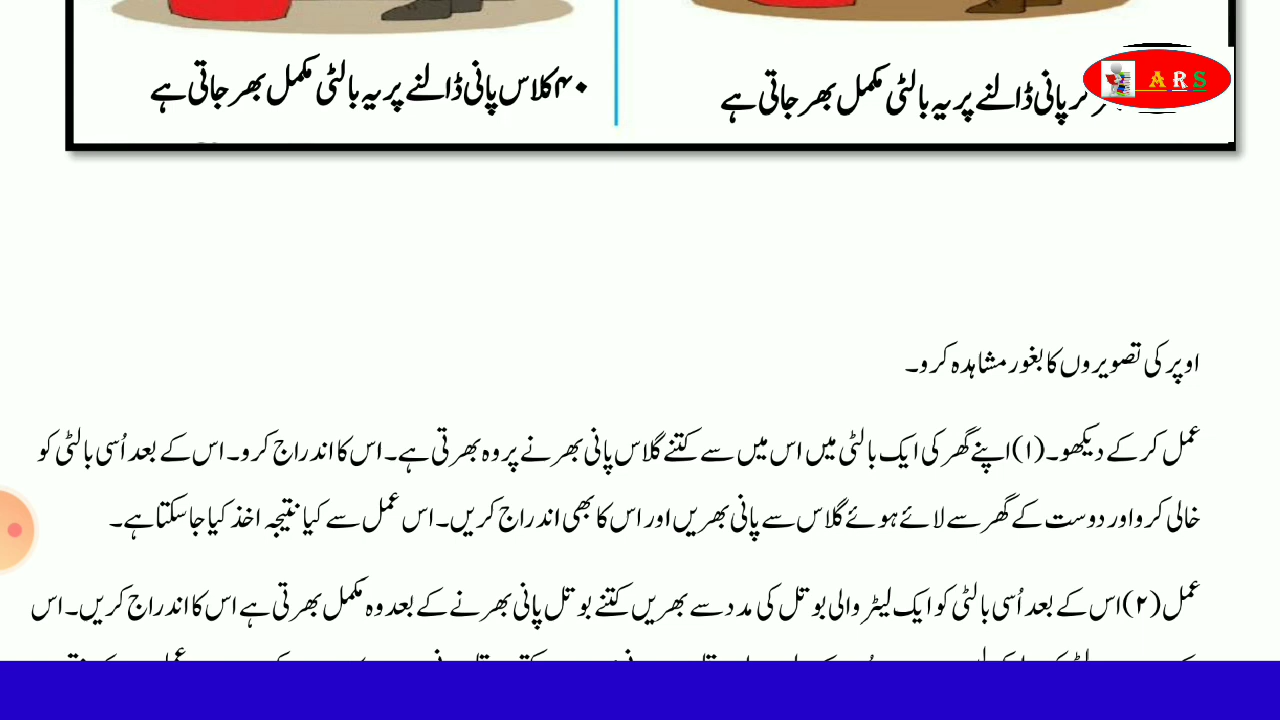 پانی ڈالنے پر یہ بالٹی مکمل بھر جاتی ہے
۴۰ کلاس پانی ڈالنے پر یہ بالٹی مکمل بھر جاتی ہے
ARS
اوپر کی تصویروں کا بغور مشاہدہ کرو۔
عمل کرکے دیکھو۔(۱)اپنے گھر کی ایک بالٹی میں اس میں سے کتنے گلاس پانی بھرنے پر وہ بھرتی ہے۔اس کا اندراج کرو۔اس کے بعد اُسی بالٹی کو
خالی کرو اور دوست کے گھر سے لائے ہوئے گلاس سے پانی بھریں اور اس کا بھی اندراج کریں۔اس عمل سے کیا نتیجہ اخذ کیا جاسکتا ہے۔
عمل(۲)اس کے بعد اُسی بالٹی کو ایک لیٹر والی بوتل کی مدد سے بھریں کتنے بوتل پانی بھرنے کے بعد وہ مکمل بھرتی ہے اس کا اندراج کریں۔اس